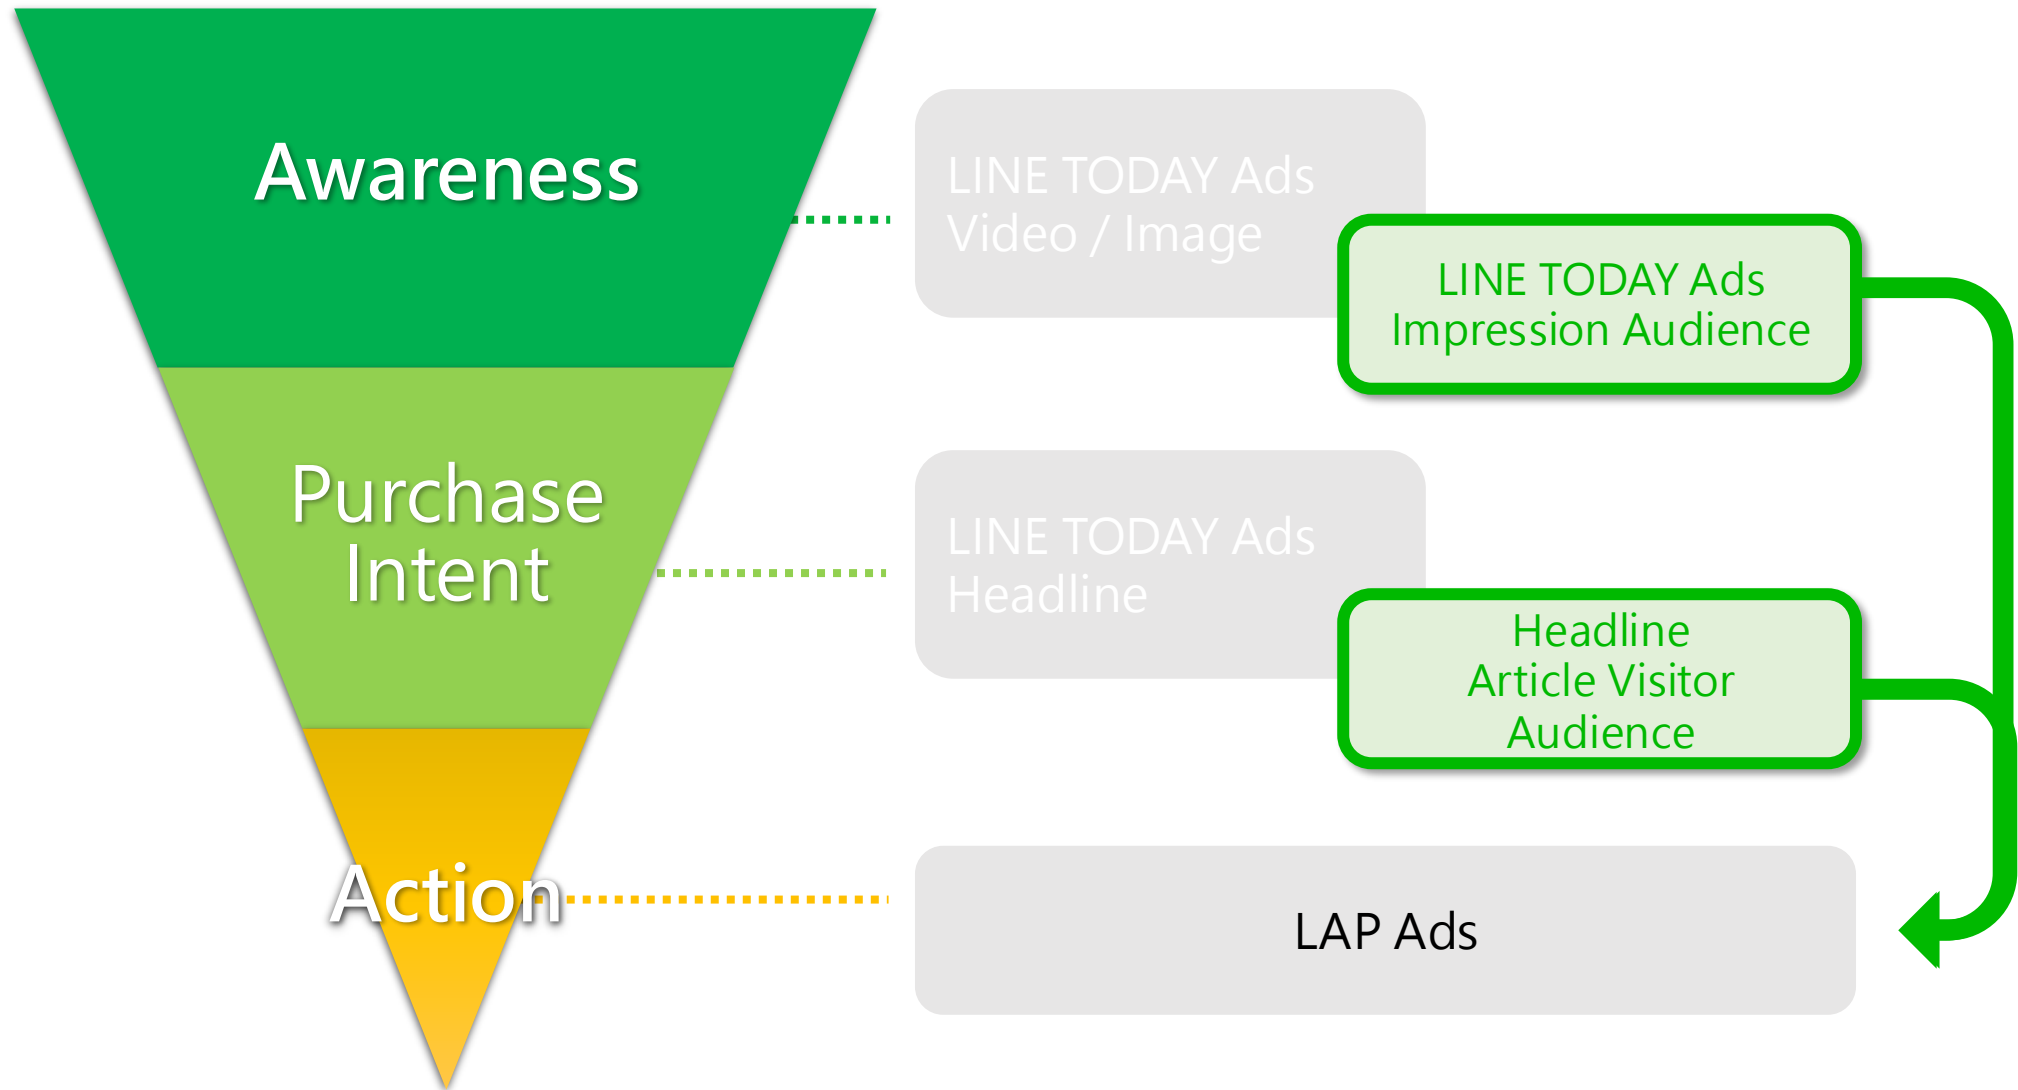 Awareness
LINE TODAY Ads
Video / Image
LINE TODAY Ads
Impression Audience
Purchase
Intent
LINE TODAY Ads
Headline
Headline
Article Visitor
Audience
Action
LAP Ads